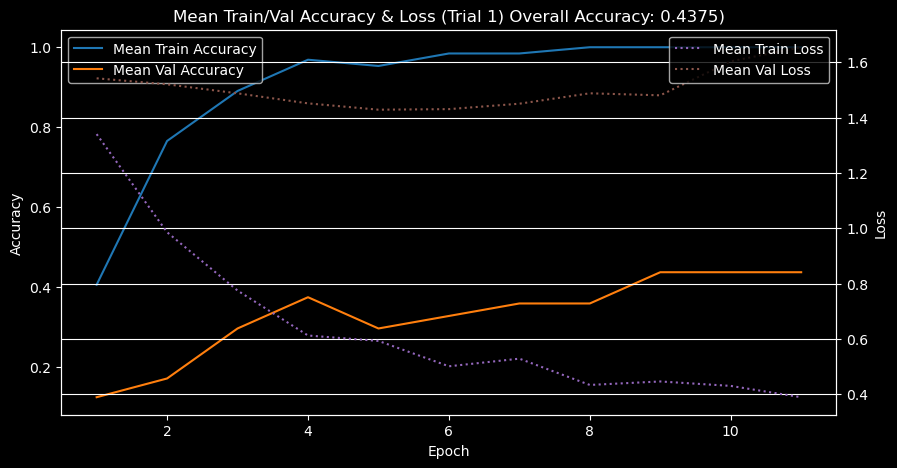 Mean Train/Val Accuracy & Loss (Trial 1) Overall Accuracy: 0.4375)
Mean Train Accuracy
Mean Val Accuracy
Mean Train Loss
Mean Val Loss
1.0
0.8
0.6
0.4
0.2
Accuracy
1.6
1.4
1.2
1.0
0.8
0.6
0.4
Loss
2 4 6 8 10
Epoch